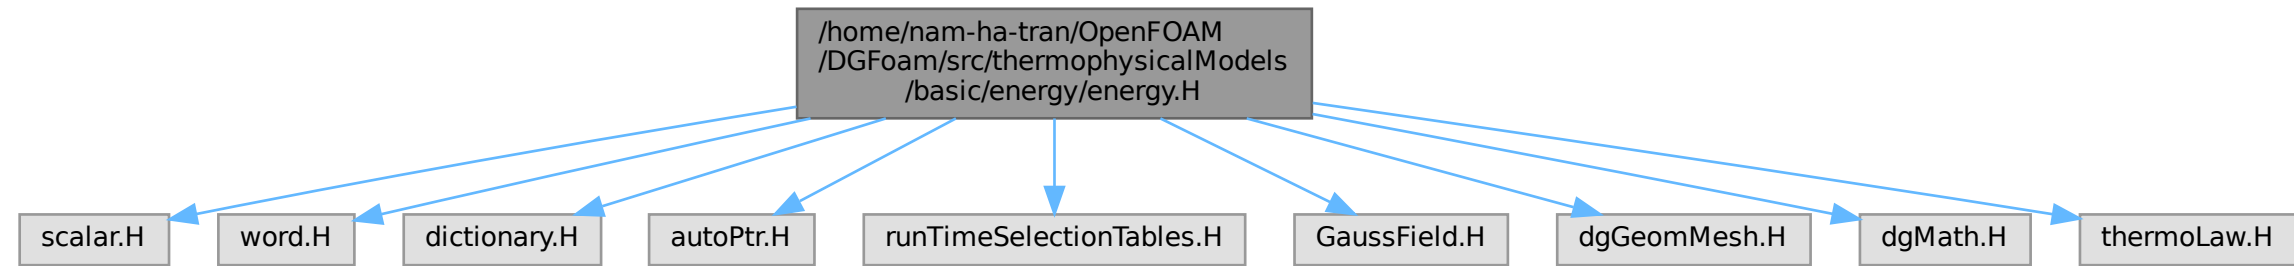 /home/nam-ha-tran/OpenFOAM
/DGFoam/src/thermophysicalModels
/basic/energy/energy.H
scalar.H
word.H
dictionary.H
autoPtr.H
runTimeSelectionTables.H
GaussField.H
dgGeomMesh.H
dgMath.H
thermoLaw.H